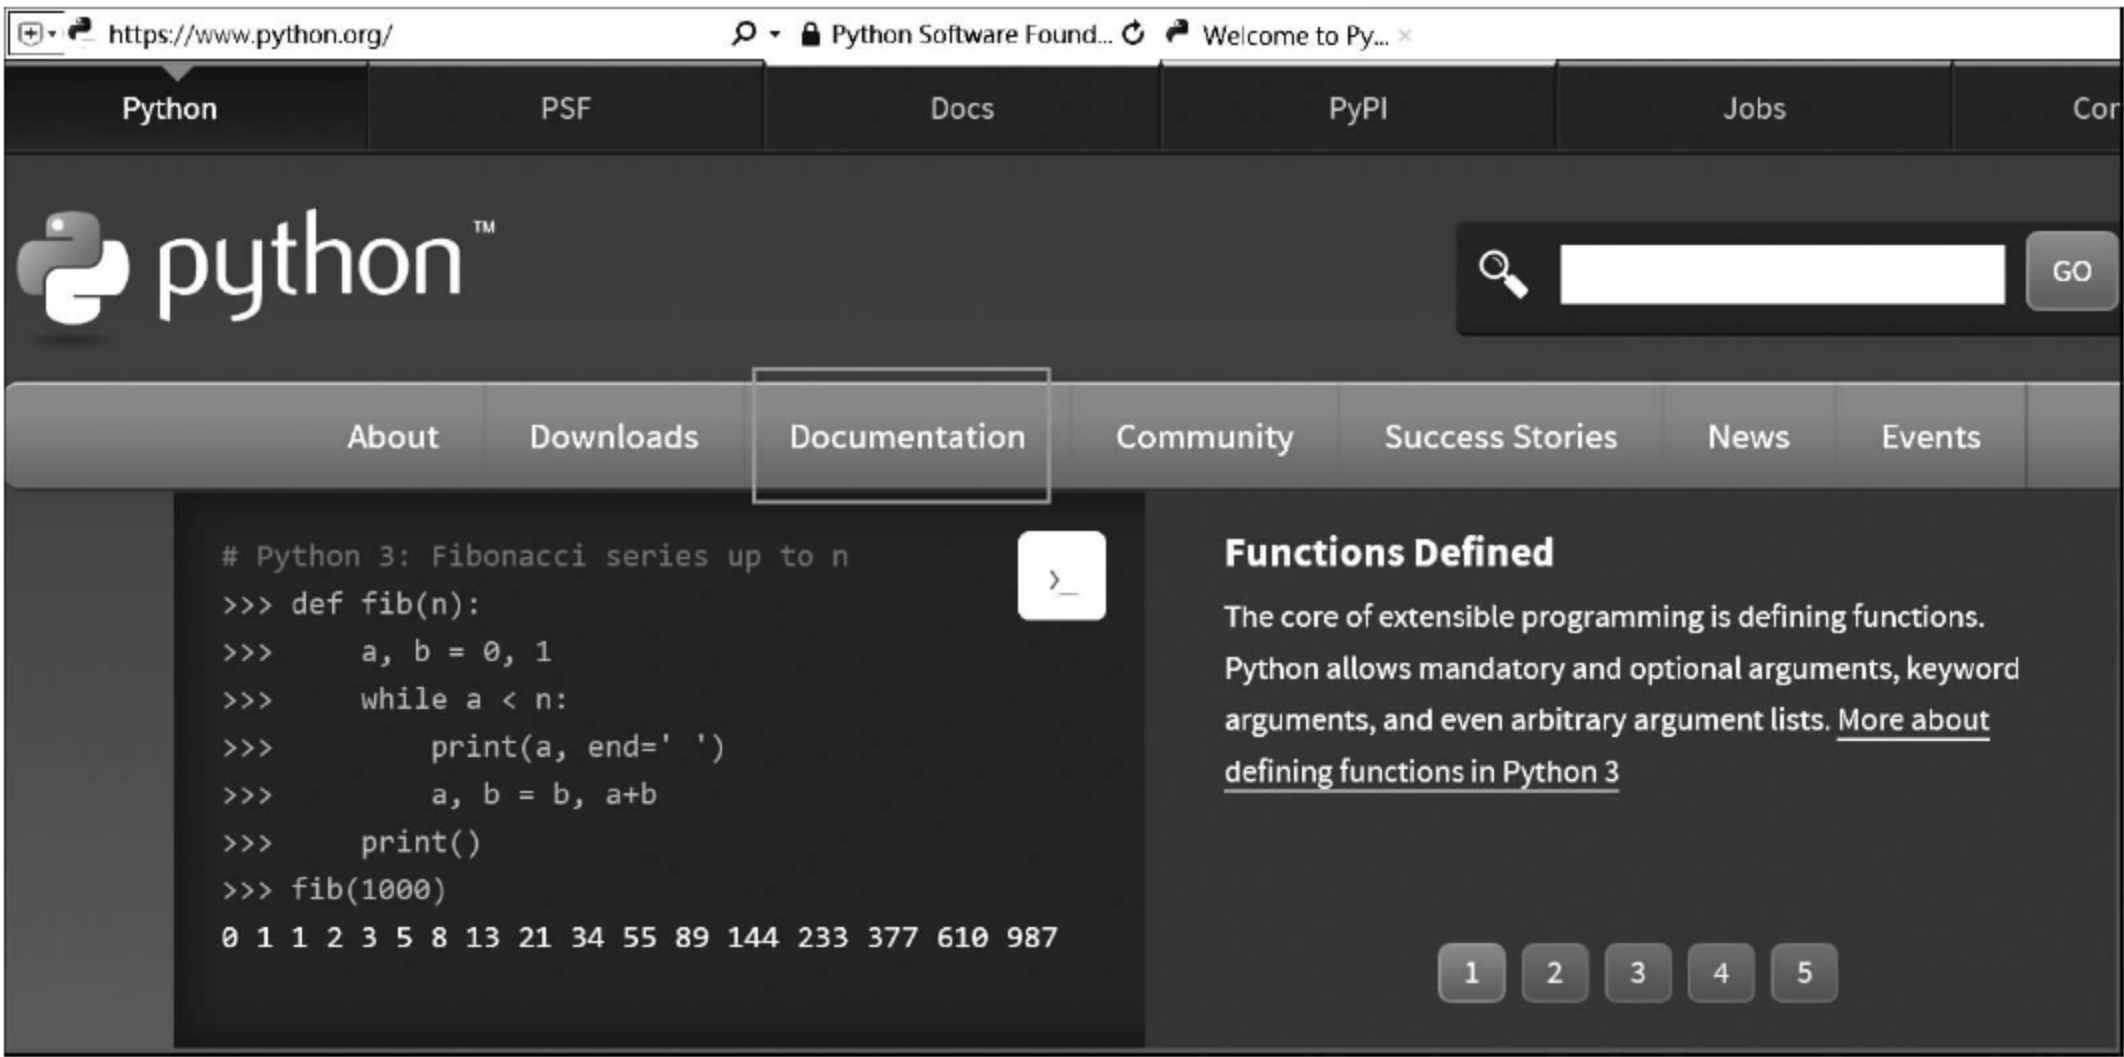 https://www.python.org/ Python Software Found... Welcome to Py... ×
Python PSF Docs PyPI Jobs
python™
GO
About Downloads Documentation Community Success Stories News Events
# Python 3: Fibonacci series up to n
>>> def fib(n):
>>>     a, b = 0, 1
>>>     while a < n:
>>>         print(a, end=' ')
>>>         a, b = b, a+b
>>>     print()
>>> fib(1000)
0 1 1 2 3 5 8 13 21 34 55 89 144 233 377 610 987
>_
Functions Defined
The core of extensible programming is defining functions.
Python allows mandatory and optional arguments, keyword
arguments, and even arbitrary argument lists. More about
defining functions in Python 3
1 2 3 4 5